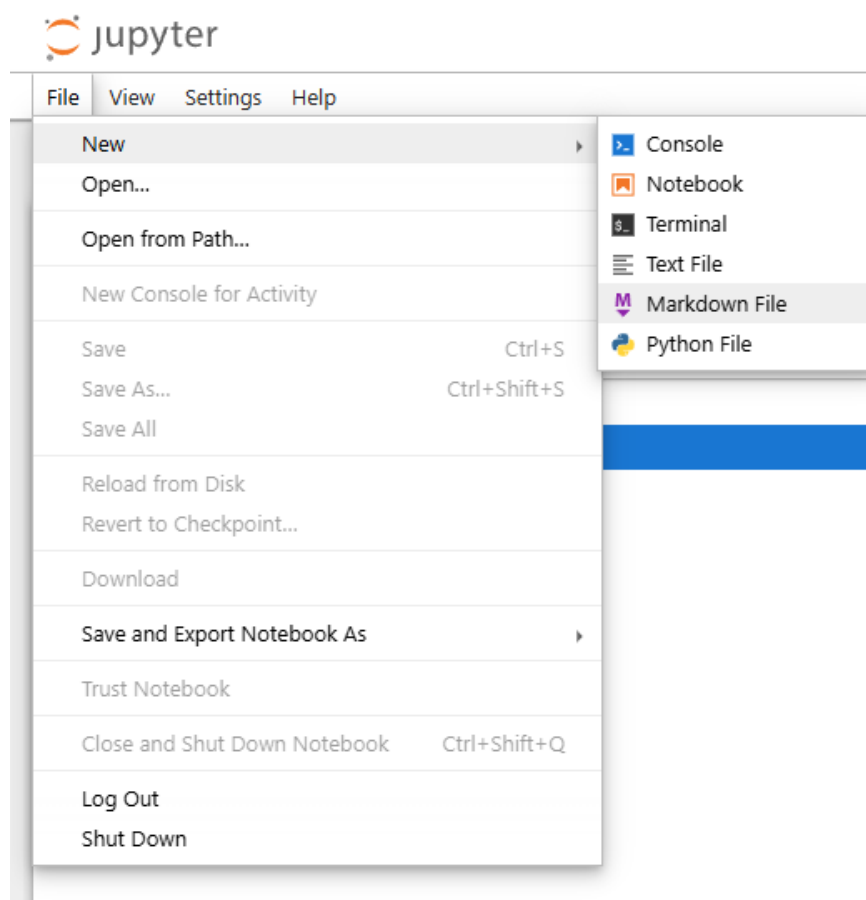 jupyter
File View Settings Help
New
Open...
Open from Path...
New Console for Activity
Save Ctrl+S
Save As... Ctrl+Shift+S
Save All
Reload from Disk
Revert to Checkpoint...
Download
Save and Export Notebook As
Trust Notebook
Close and Shut Down Notebook Ctrl+Shift+Q
Log Out
Shut Down
Console
Notebook
$_ Terminal
Text File
M Markdown File
Python File